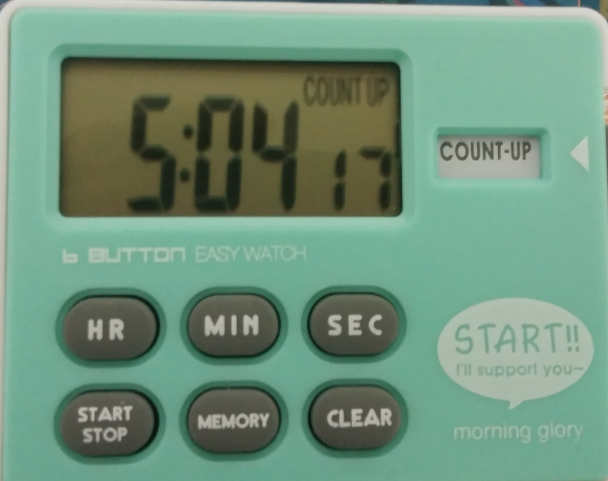 COUNT UP
5:04 17
COUNT-UP
6 BUTTON EASY WATCH
HR MIN SEC
START STOP
MEMORY
CLEAR
START!!
I'll support you~
morning glory